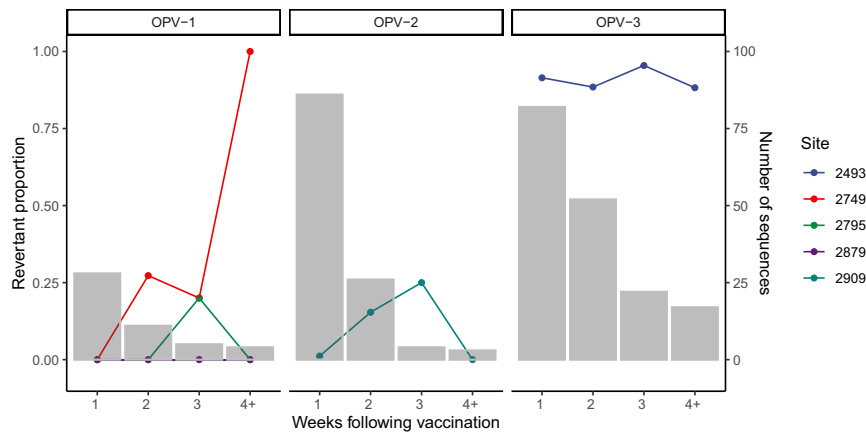 OPV−1
OPV−2
OPV−3
Revertant proportion
1.00
0.75
0.50
0.25
0.00
100
75
50
25
0
Number of sequences
1 2 3 4+
1 2 3 4+
1 2 3 4+
Weeks following vaccination
Site
2493
2749
2795
2879
2909